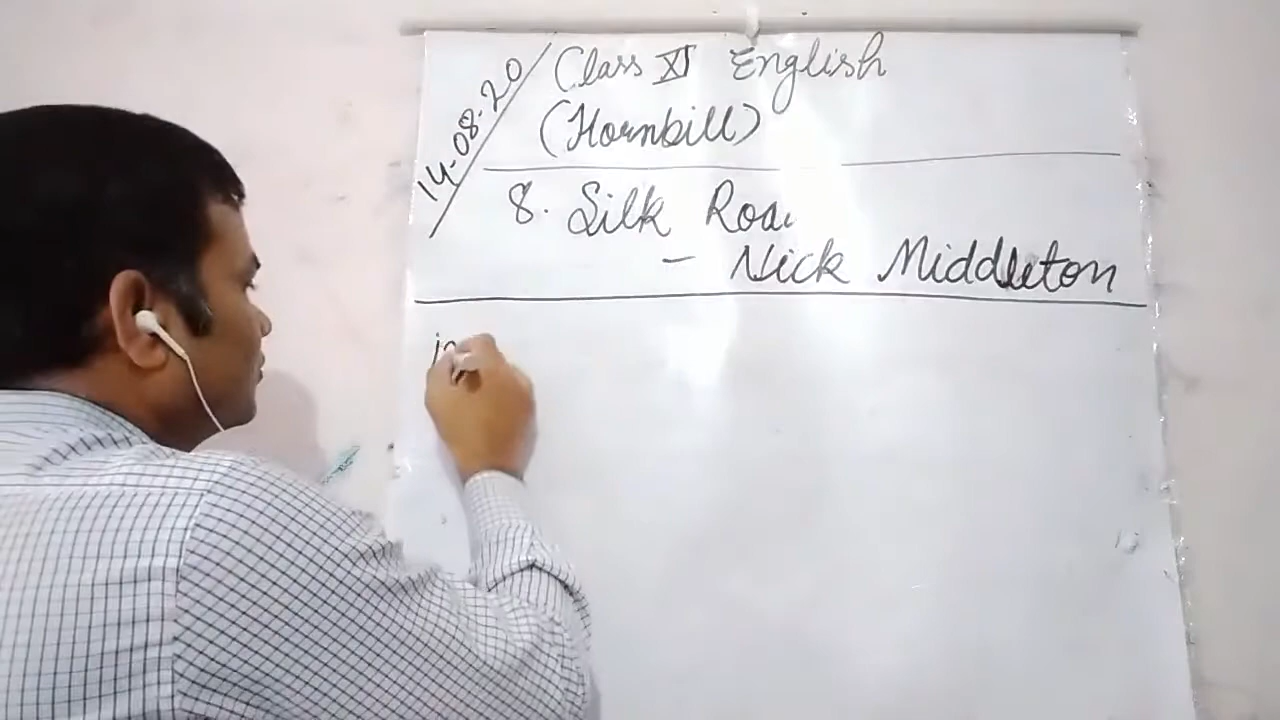 14-08-20
Class XI English
(Hornbill)
8. Silk Roa
- Nick Middleton